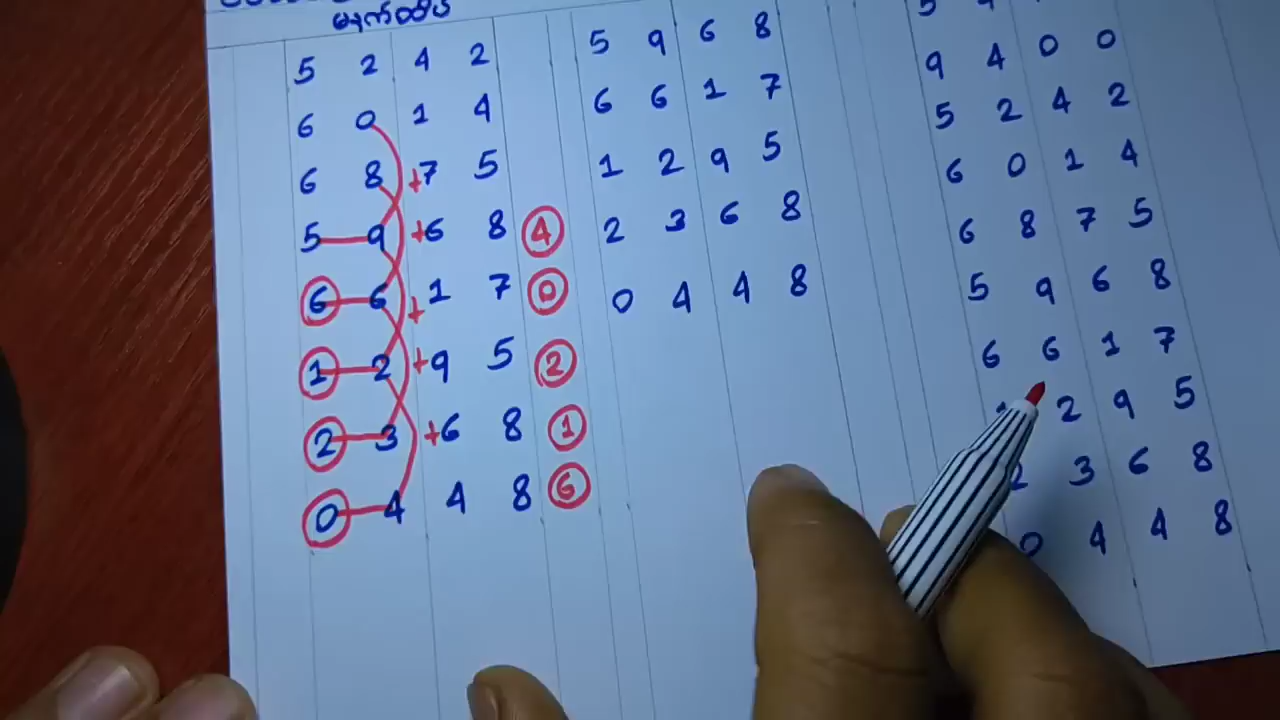 5 2 4 2
6 0 1 4
6 8 +7 5
5 9 +6 8 4
6 6 +1 7 0
1 2 +9 5 2
2 3 +6 8 1
0 4 4 8 6
5 9 6 8
6 6 1 7
1 2 9 5
2 3 6 8
0 4 4 8
9 4 0 0
5 2 4 2
6 0 1 4
6 8 7 5
5 9 6 8
6 6 1 7
2 9 5
2 3 6 8
0 4 4 8